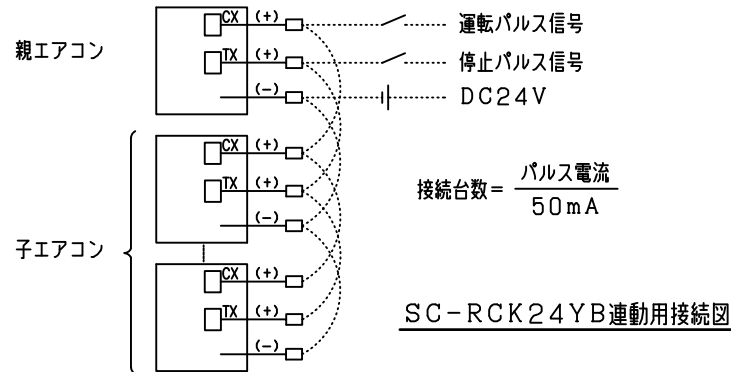 CX (+) 運転パルス信号
親エアコン TX (+) 停止パルス信号
(-) DC24V
CX (+)
TX (+) 接続台数= パルス電流
50mA
(-)
子エアコン
CX (+)
TX (+) SC-RCK24YB連動用接続図
(-)